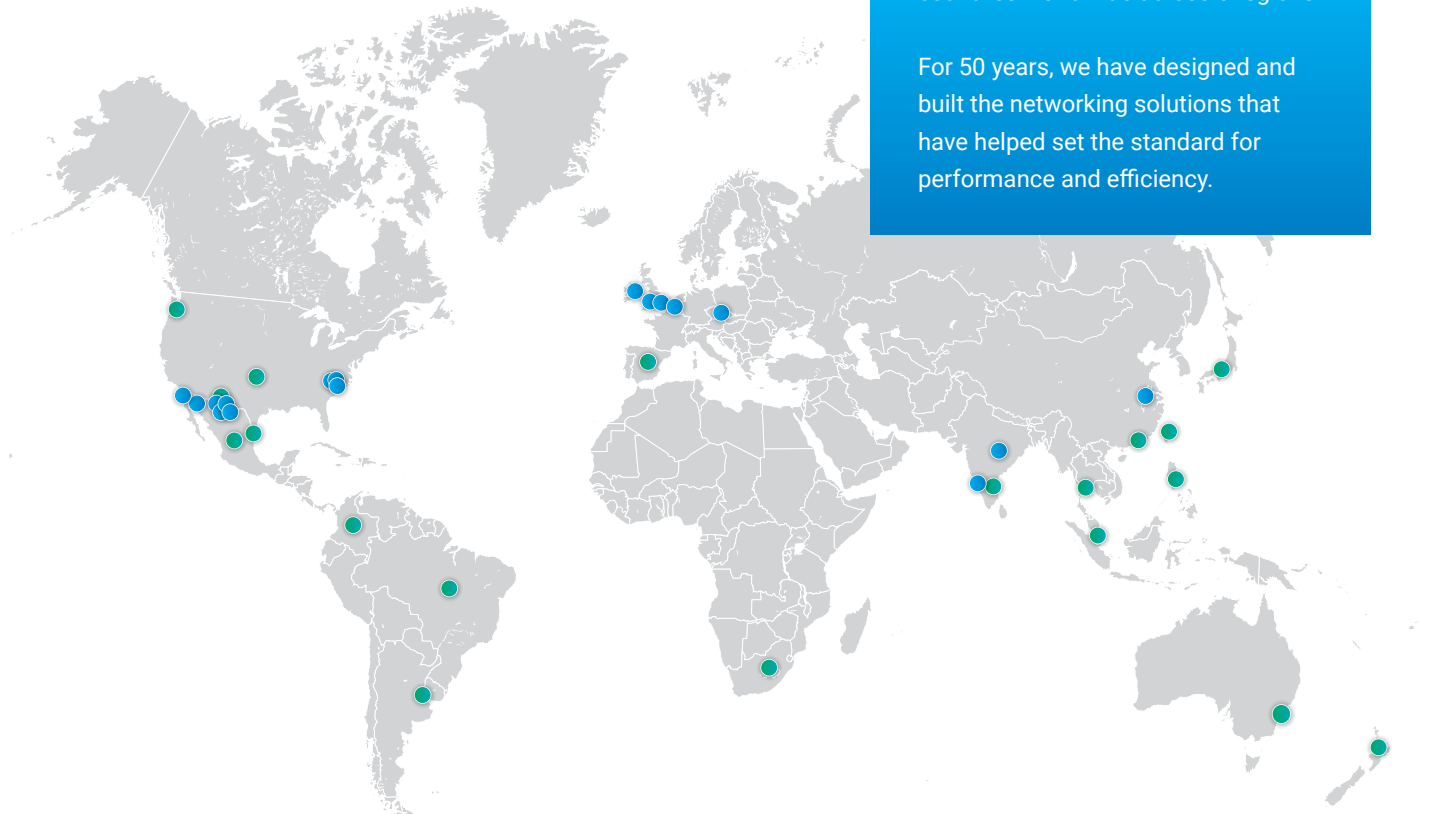 For 50 years, we have designed and
built the networking solutions that
have helped set the standard for
performance and efficiency.